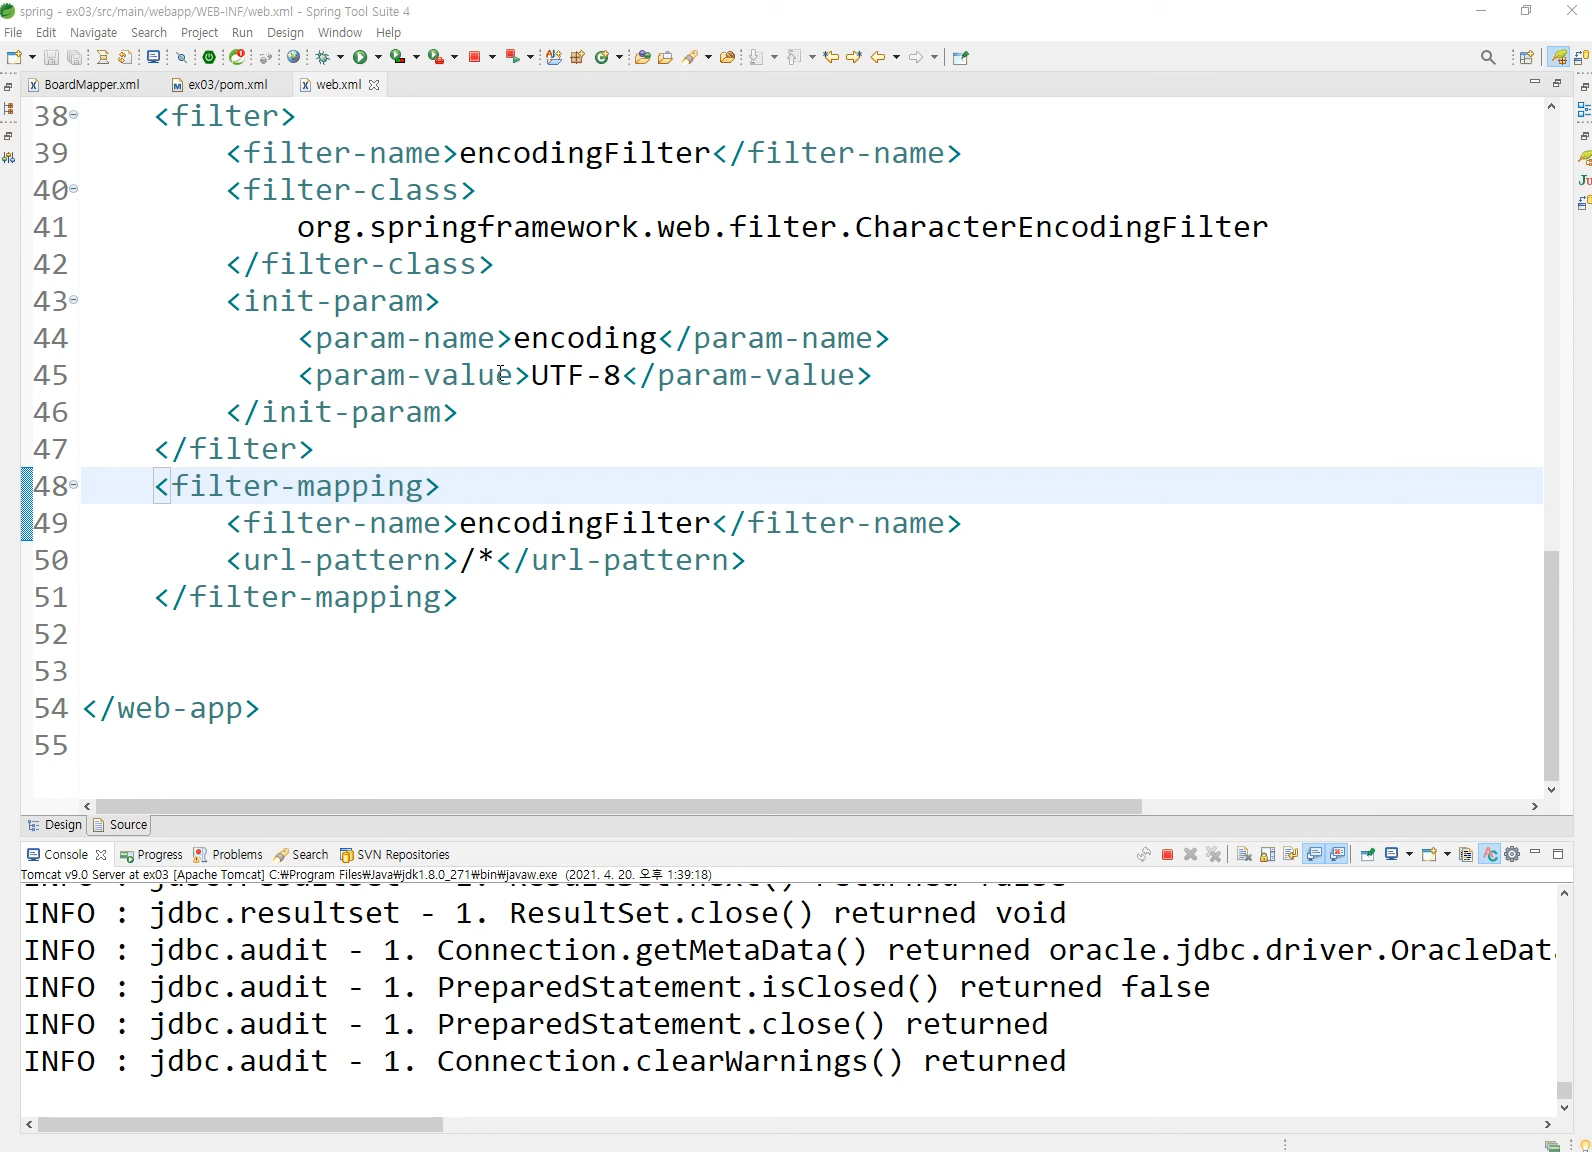 spring - ex03/src/main/webapp/WEB-INF/web.xml - Spring Tool Suite 4
File Edit Navigate Search Project Run Design Window Help
BoardMapper.xml ex03/pom.xml web.xml
38 <filter>
39 <filter-name>encodingFilter</filter-name>
40 <filter-class>
41 org.springframework.web.filter.CharacterEncodingFilter
42 </filter-class>
43 <init-param>
44 <param-name>encoding</param-name>
45 <param-value>UTF-8</param-value>
46 </init-param>
47 </filter>
48 <filter-mapping>
49 <filter-name>encodingFilter</filter-name>
50 <url-pattern>/*</url-pattern>
51 </filter-mapping>
52
53
54 </web-app>
55
Design Source
Console Progress Problems Search SVN Repositories
Tomcat v9.0 Server at ex03 [Apache Tomcat] C:₩Program Files₩Java₩jdk1.8.0_271₩bin₩javaw.exe (2021. 4. 20. 오후 1:39:18)
INFO : jdbc.resultset - 1. ResultSet.close() returned void
INFO : jdbc.audit - 1. Connection.getMetaData() returned oracle.jdbc.driver.OracleDat
INFO : jdbc.audit - 1. PreparedStatement.isClosed() returned false
INFO : jdbc.audit - 1. PreparedStatement.close() returned
INFO : jdbc.audit - 1. Connection.clearWarnings() returned